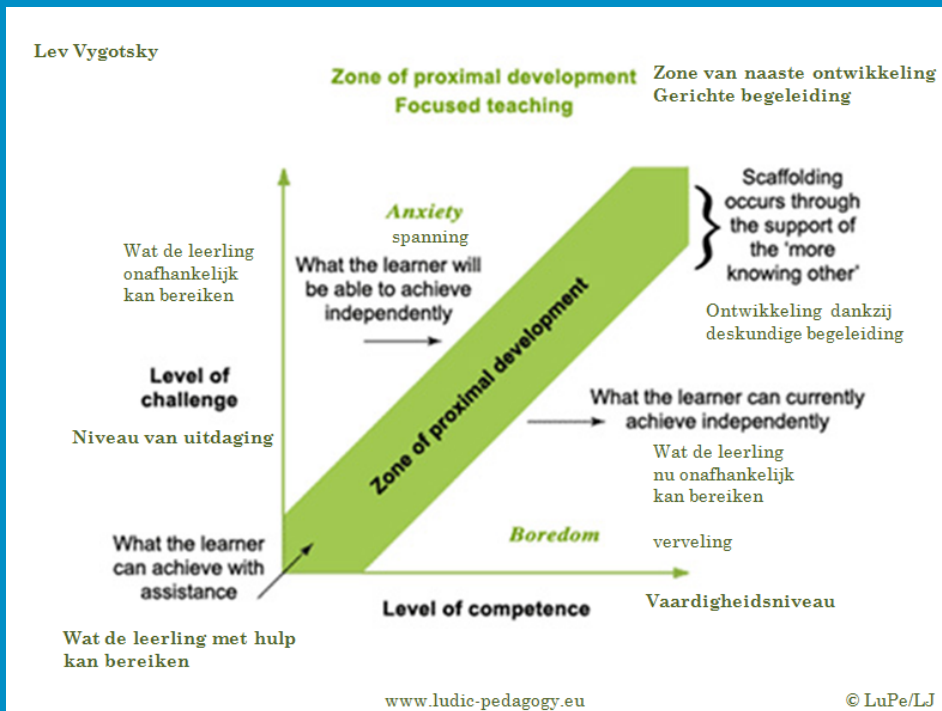 Lev Vygotsky
Zone of proximal development
Focused teaching
Zone van naaste ontwikkeling
Gerichte begeleiding
Anxiety
spanning
What the learner will
be able to achieve
independently
Wat de leerling
onafhankelijk
kan bereiken
Scaffolding
occurs through
the support of
the 'more
knowing other'
Ontwikkeling dankzij
deskundige begeleiding
Level of
challenge
Niveau van uitdaging
Zone of proximal development
What the learner can currently
achieve independently
Wat de leerling
nu onafhankelijk
kan bereiken
Boredom
verveling
What the learner
can achieve with
assistance
Wat de leerling met hulp
kan bereiken
Level of competence
Vaardigheidsniveau
www.ludic-pedagogy.eu
© LuPe/LJ